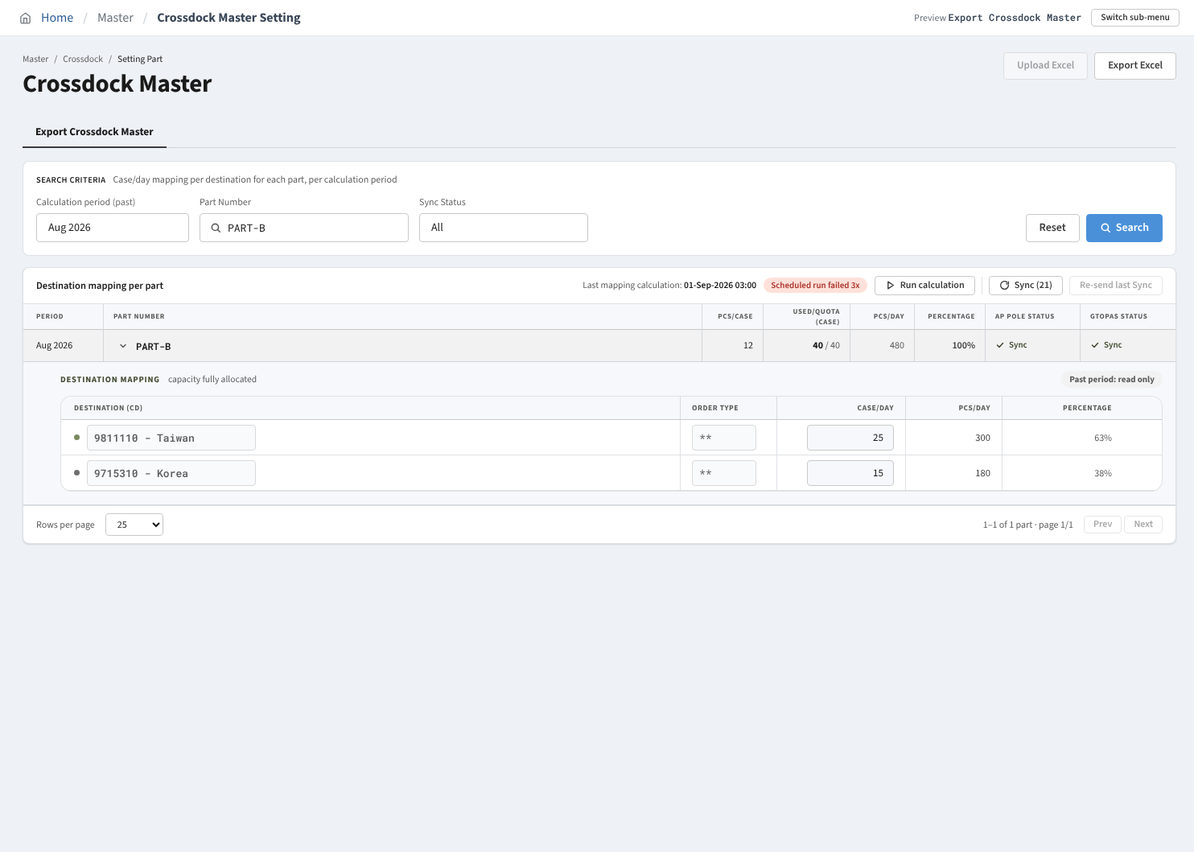 Home / Master / Crossdock Master Setting
Preview Export Crossdock Master Switch sub-menu
Master / Crossdock / Setting Part
Crossdock Master
Upload Excel Export Excel
Export Crossdock Master
SEARCH CRITERIA Case/day mapping per destination for each part, per calculation period
Calculation period (past) Part Number Sync Status
Aug 2026 PART-B All Reset Search
Destination mapping per part Last mapping calculation: 01-Sep-2026 03:00 Scheduled run failed 3x Run calculation Sync (21) Re-send last Sync
PERIOD PART NUMBER PCS/CASE USED/QUOTA (CASE) PCS/DAY PERCENTAGE AP POLE STATUS GTOPAS STATUS
Aug 2026 PART-B 12 40 / 40 480 100% Sync Sync
DESTINATION MAPPING capacity fully allocated Past period: read only
DESTINATION (CD) ORDER TYPE CASE/DAY PCS/DAY PERCENTAGE
9811110 - Taiwan ** 25 300 63%
9715310 - Korea ** 15 180 38%
Rows per page 25 1–1 of 1 part · page 1/1 Prev Next